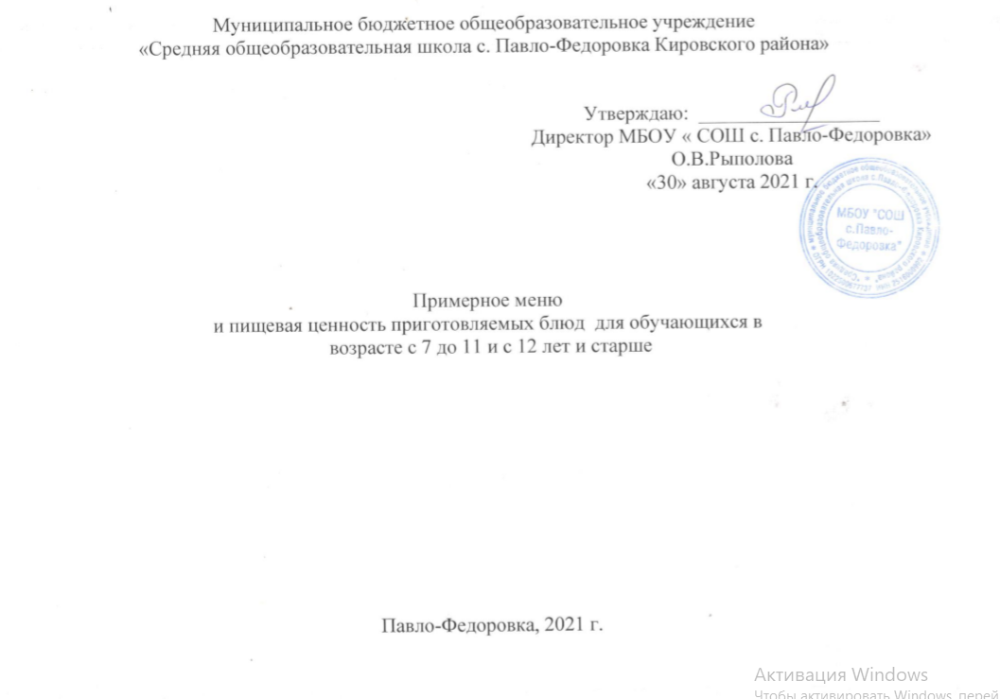 Муниципальное бюджетное общеобразовательное учреждение
«Средняя общеобразовательная школа с. Павло-Федоровка Кировского района»
Утверждаю:
Директор МБОУ « СОШ с. Павло-Федоровка»
О.В.Рыполова
«30» августа 2021 г.
МБОУ "СОШ
с.Павло-
Федоровка"
Примерное меню
и пищевая ценность приготовляемых блюд для обучающихся в
возрасте с 7 до 11 и с 12 лет и старше
Павло-Федоровка, 2021 г.
Активация Windows
Чтобы активировать Windows, перей